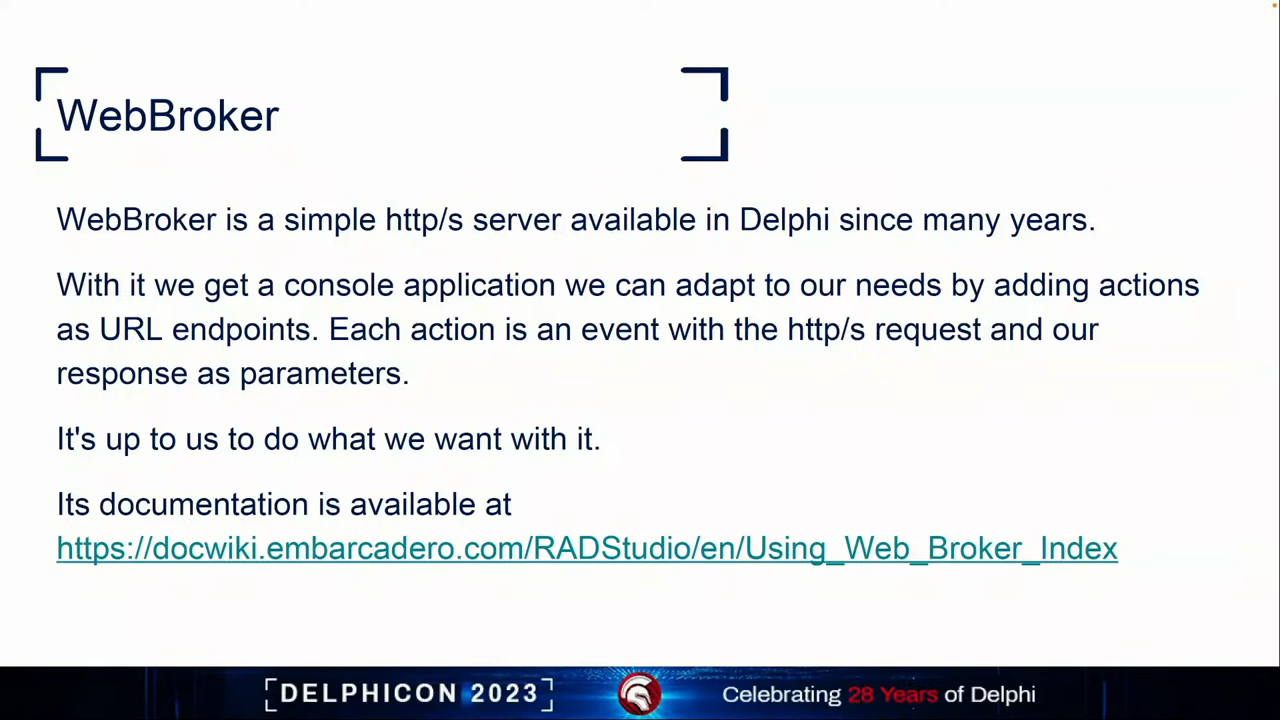 WebBroker
WebBroker is a simple http/s server available in Delphi since many years.
With it we get a console application we can adapt to our needs by adding actions
as URL endpoints. Each action is an event with the http/s request and our
response as parameters.
It's up to us to do what we want with it.
Its documentation is available at
https://docwiki.embarcadero.com/RADStudio/en/Using_Web_Broker_Index
[DELPHICON 2023]
Celebrating 28 Years of Delphi